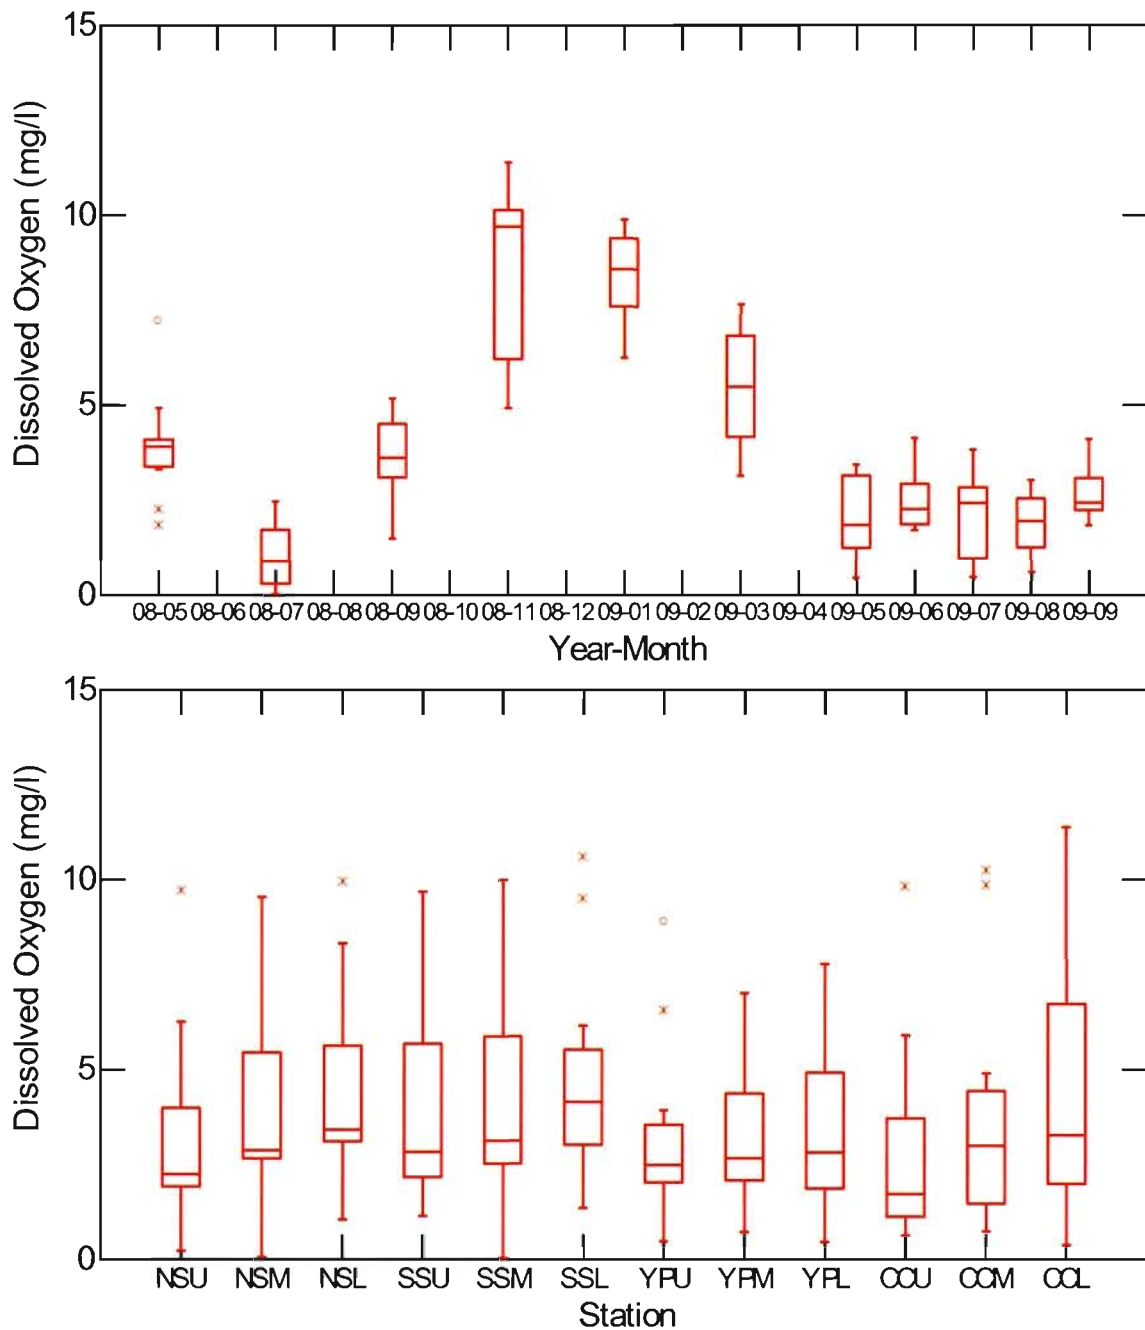 15
10
5
0
Dissolved Oxygen (mg/l)
08-05 08-06 08-07 08-08 08-09 08-10 08-11 08-12 09-01 09-02 09-03 09-04 09-05 09-06 09-07 09-08 09-09
Year-Month
15
10
5
0
Dissolved Oxygen (mg/l)
NSU NSM NSL SSU SSM SSL YPU YPM YPL CCU CCM CCL
Station